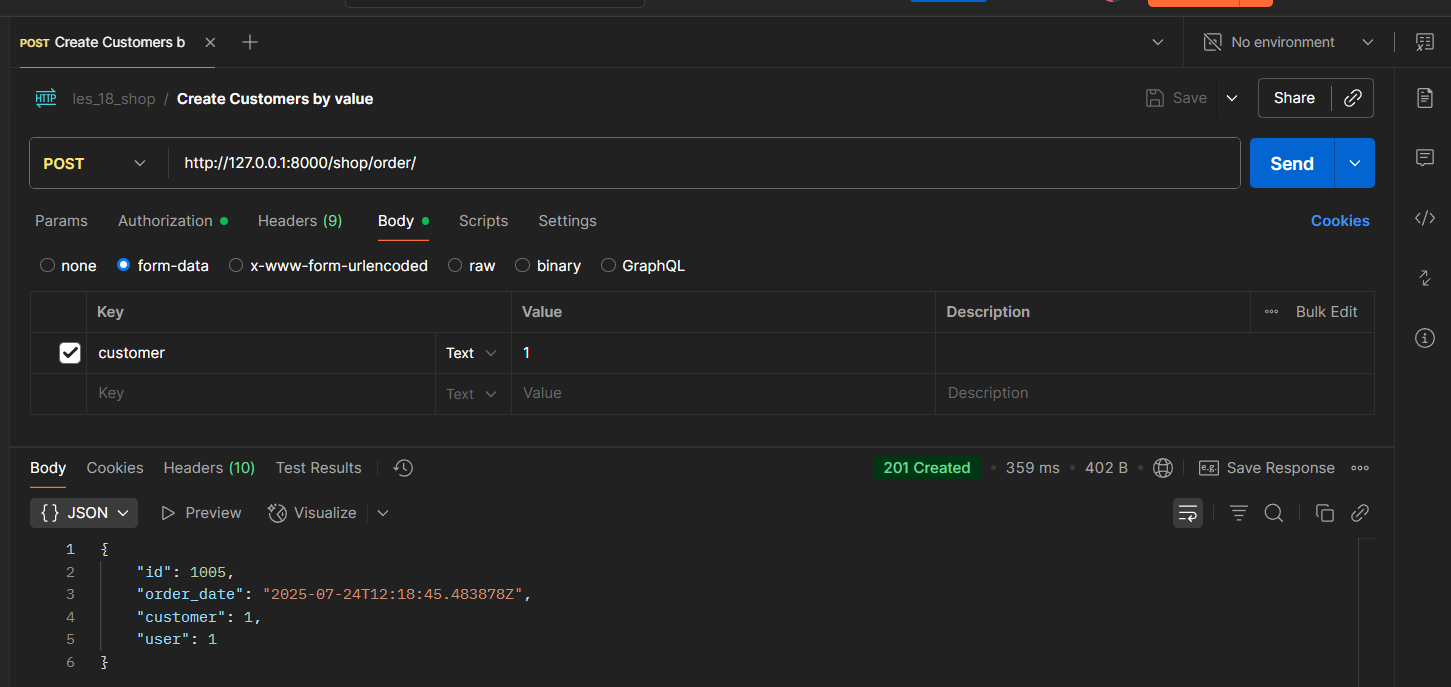 POST Create Customers b
No environment
HTTP les_18_shop / Create Customers by value
Save
Share
POST
http://127.0.0.1:8000/shop/order/
Send
Params Authorization Headers (9) Body Scripts Settings Cookies
none form-data x-www-form-urlencoded raw binary GraphQL
Key Value Description Bulk Edit
customer Text 1
Key Text Value Description
Body Cookies Headers (10) Test Results 201 Created 359 ms 402 B e.g. Save Response
{} JSON Preview Visualize
1 {
2 "id": 1005,
3 "order_date": "2025-07-24T12:18:45.483878Z",
4 "customer": 1,
5 "user": 1
6 }